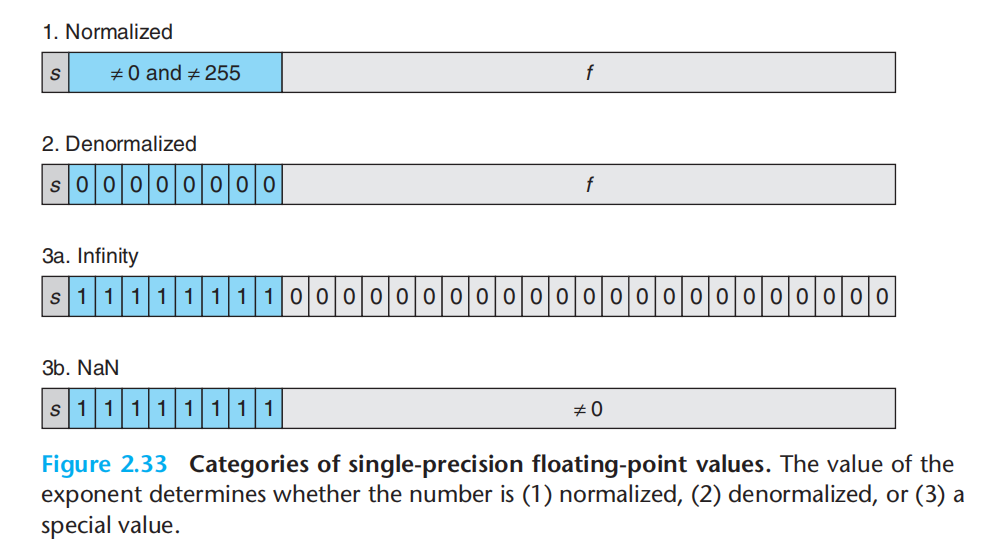 1. Normalized
s ≠ 0 and ≠ 255 f
2. Denormalized
s 0 0 0 0 0 0 0 0 f
3a. Infinity
s 1 1 1 1 1 1 1 1 0 0 0 0 0 0 0 0 0 0 0 0 0 0 0 0 0 0 0 0 0 0 0
3b. NaN
s 1 1 1 1 1 1 1 1 ≠ 0
Figure 2.33 Categories of single-precision floating-point values. The value of the
exponent determines whether the number is (1) normalized, (2) denormalized, or (3) a
special value.